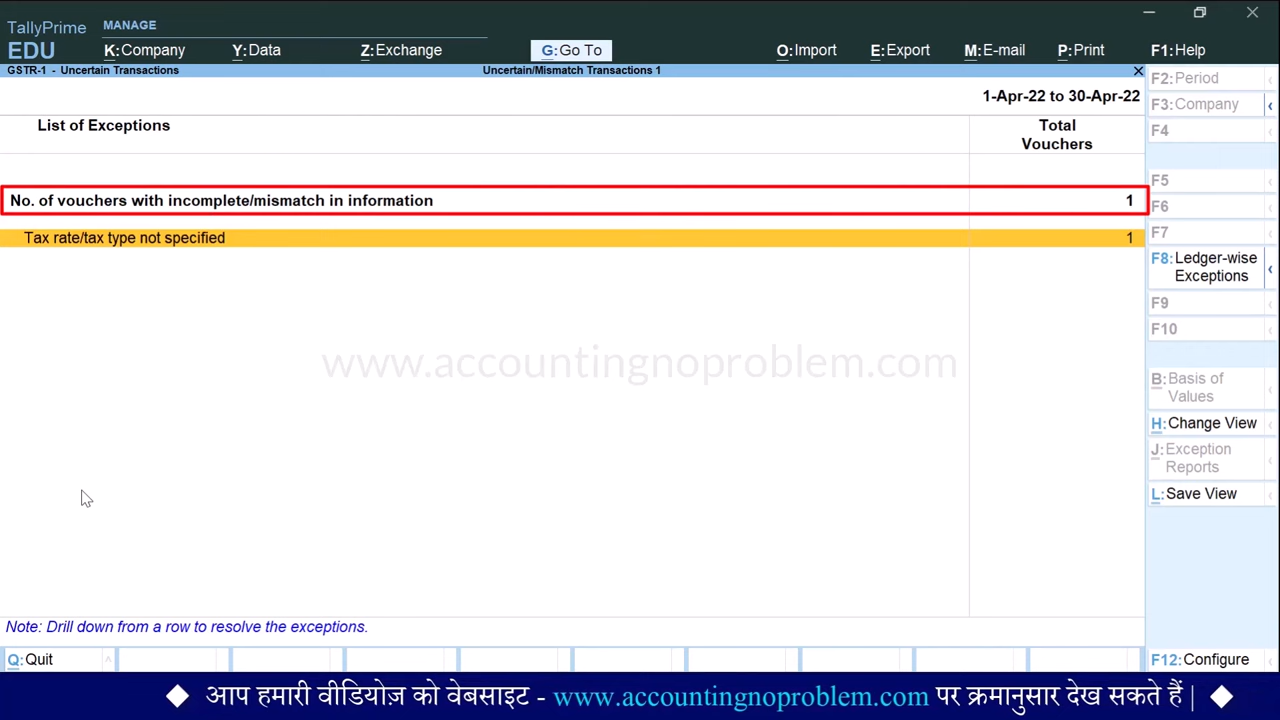 TallyPrime MANAGE
EDU K:Company Y:Data Z:Exchange G:Go To O:Import E:Export M:E-mail P:Print F1:Help
GSTR-1 - Uncertain Transactions Uncertain/Mismatch Transactions 1
1-Apr-22 to 30-Apr-22
List of Exceptions Total
Vouchers
No. of vouchers with incomplete/mismatch in information 1
Tax rate/tax type not specified 1
www.accountingnoproblem.com
Note: Drill down from a row to resolve the exceptions.
Q:Quit
F2:Period
F3:Company
F4
F5
F6
F7
F8:Ledger-wise
Exceptions
F9
F10
B:Basis of
Values
H:Change View
J:Exception
Reports
L:Save View
F12:Configure
आप हमारी वीडियोज़ को वेबसाइट - www.accountingnoproblem.com पर क्रमानुसार देख सकते हैं |